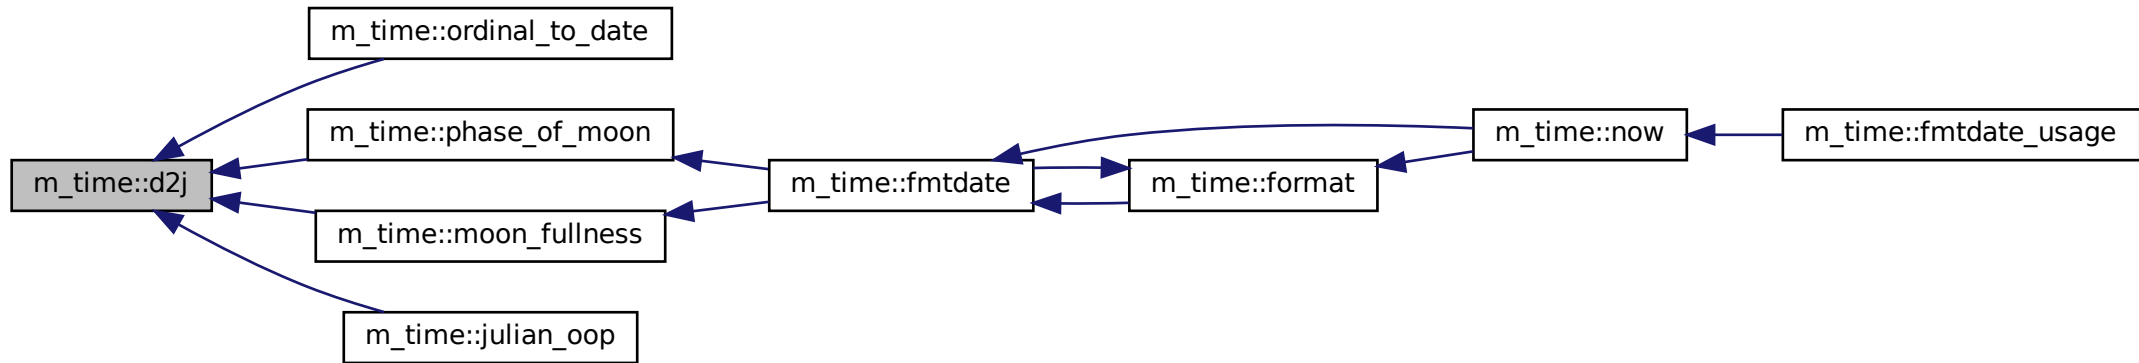 m_time::ordinal_to_date
m_time::phase_of_moon
m_time::now
m_time::fmtdate_usage
m_time::d2j
m_time::fmtdate
m_time::format
m_time::moon_fullness
m_time::julian_oop